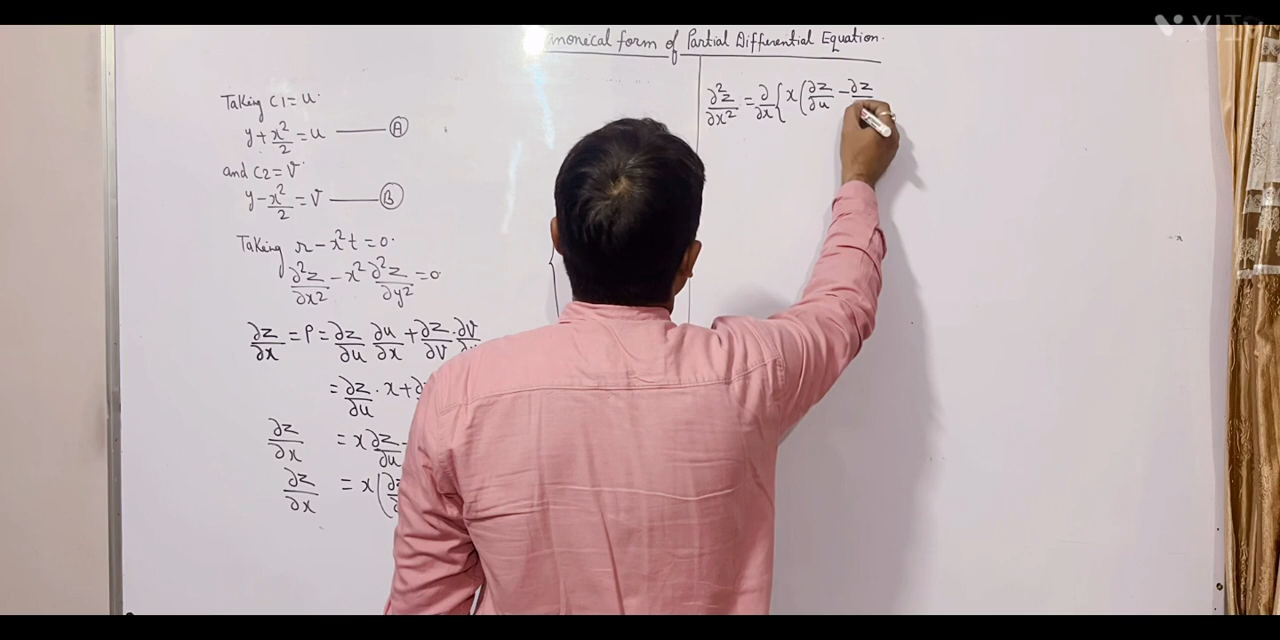 anonical form of Partial Differential Equation.
Taking C1 = u.
y + x²/2 = u —— Ⓐ
and C2 = v
y - x²/2 = v —— Ⓑ
Taking r - x²t = 0.
∂²z/∂x² - x² ∂²z/∂y² = 0
∂z/∂x = P = ∂z/∂u ∂u/∂x + ∂z/∂v . ∂v/
= ∂z/∂u . x +
∂z/∂x = x ∂z/∂u
∂z/∂x = x (
∂²z/∂x² = ∂/∂x { x ( ∂z/∂u - ∂z